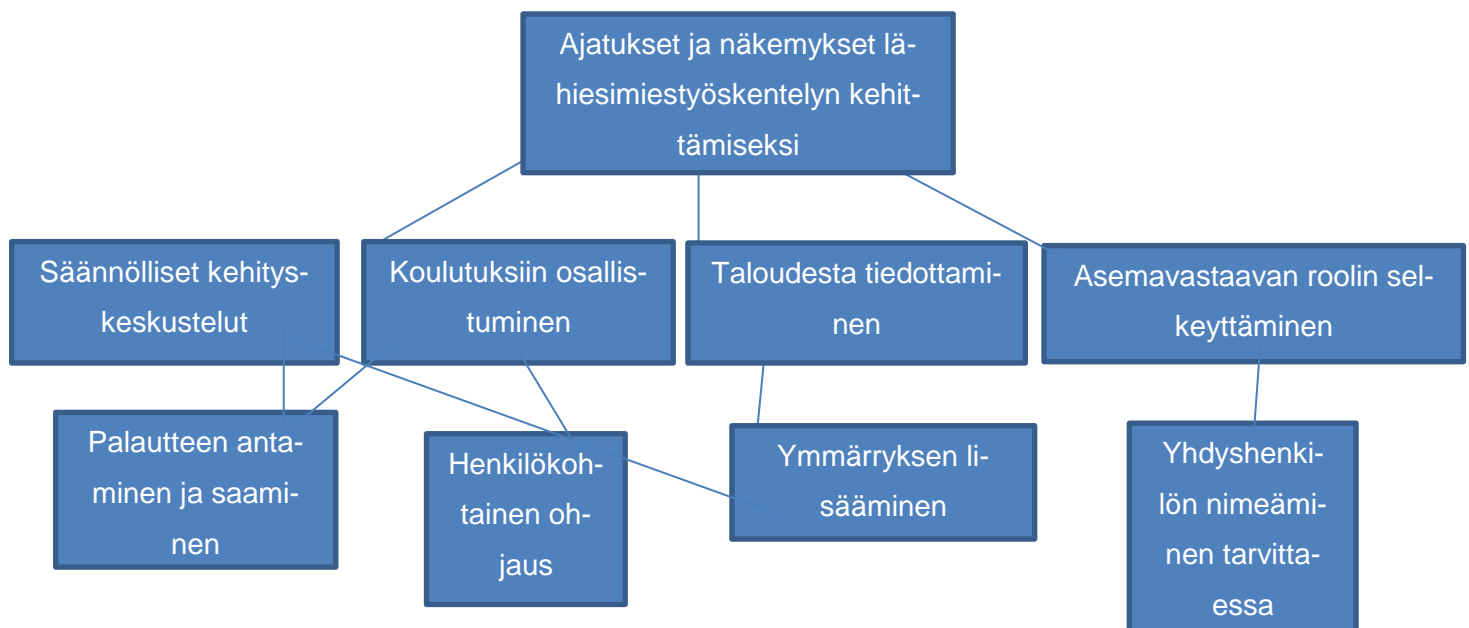 Ajatukset ja näkemykset lä-
hiesimiestyöskentelyn kehit-
tämiseksi
Säännölliset kehitys-
keskustelut
Koulutuksiin osallis-
tuminen
Taloudesta tiedottami-
nen
Asemavastaavan roolin sel-
keyttäminen
Palautteen anta-
minen ja saami-
nen
Henkilökoh-
tainen oh-
jaus
Ymmärryksen li-
sääminen
Yhdyshenki-
lön nimeämi-
nen tarvitta-
essa